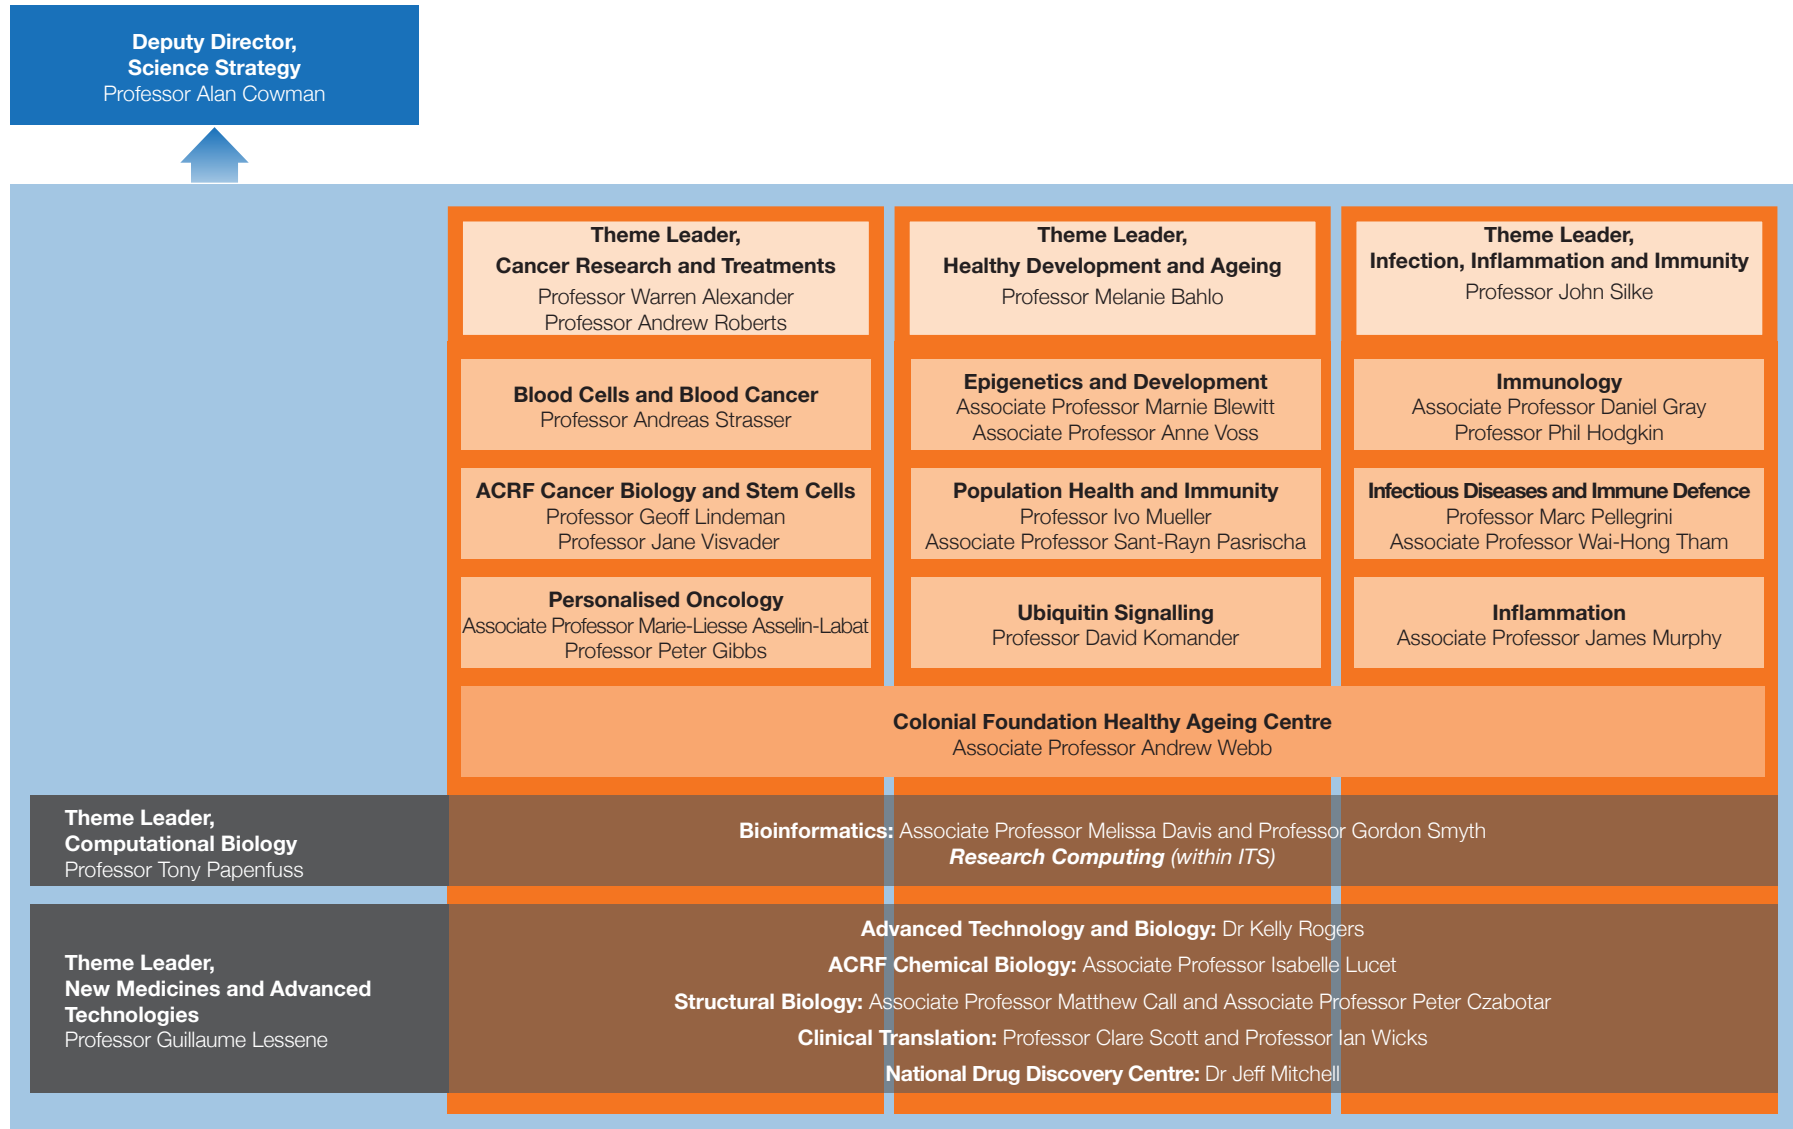 Deputy Director,
Science Strategy
Professor Alan Cowman
Theme Leader,
Cancer Research and Treatments
Professor Warren Alexander
Professor Andrew Roberts
Theme Leader,
Healthy Development and Ageing
Professor Melanie Bahlo
Theme Leader,
Infection, Inflammation and Immunity
Professor John Silke
Blood Cells and Blood Cancer
Professor Andreas Strasser
Epigenetics and Development
Associate Professor Marnie Blewitt
Associate Professor Anne Voss
Immunology
Associate Professor Daniel Gray
Professor Phil Hodgkin
ACRF Cancer Biology and Stem Cells
Professor Geoff Lindeman
Professor Jane Visvader
Population Health and Immunity
Professor Ivo Mueller
Associate Professor Sant-Rayn Pasrischa
Infectious Diseases and Immune Defence
Professor Marc Pellegrini
Associate Professor Wai-Hong Tham
Personalised Oncology
Associate Professor Marie-Liesse Asselin-Labat
Professor Peter Gibbs
Ubiquitin Signalling
Professor David Komander
Inflammation
Associate Professor James Murphy
Colonial Foundation Healthy Ageing Centre
Associate Professor Andrew Webb
Theme Leader,
Computational Biology
Professor Tony Papenfuss
Bioinformatics: Associate Professor Melissa Davis and Professor Gordon Smyth
Research Computing (within ITS)
Theme Leader,
New Medicines and Advanced
Technologies
Professor Guillaume Lessene
Advanced Technology and Biology: Dr Kelly Rogers
ACRF Chemical Biology: Associate Professor Isabelle Lucet
Structural Biology: Associate Professor Matthew Call and Associate Professor Peter Czabotar
Clinical Translation: Professor Clare Scott and Professor Ian Wicks
National Drug Discovery Centre: Dr Jeff Mitchell